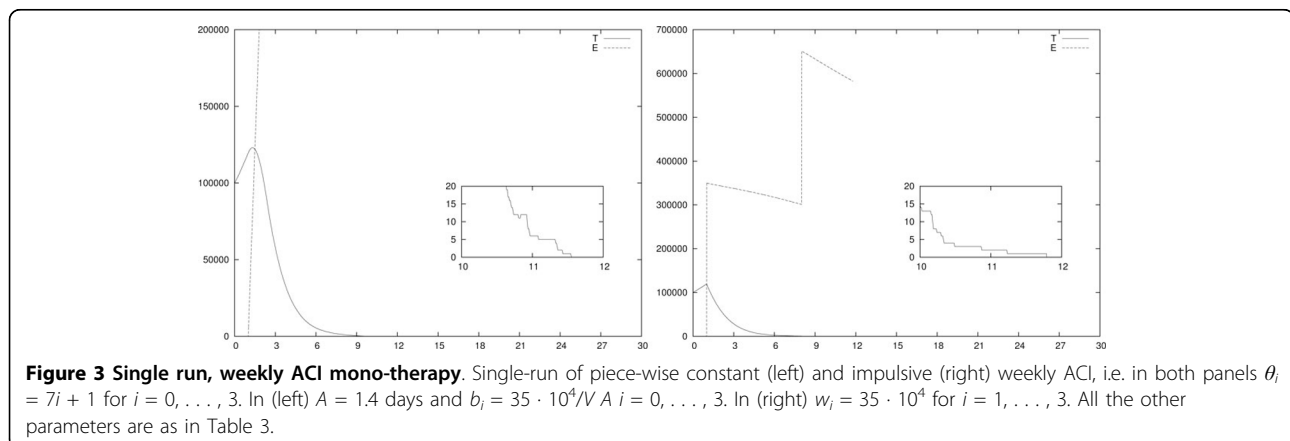 200000
150000
100000
50000
0
0 3 6 9 12 15 18 21 24 27 30
T
E
20
15
10
5
0
10 11 12
700000
600000
500000
400000
300000
200000
100000
0
0 3 6 9 12 15 18 21 24 27 30
T
E
20
15
10
5
0
10 11 12
Figure 3 Single run, weekly ACI mono-therapy. Single-run of piece-wise constant (left) and impulsive (right) weekly ACI, i.e. in both panels θi
= 7i + 1 for i = 0, . . . , 3. In (left) A = 1.4 days and bi = 35 · 10⁴/V A i = 0, . . . , 3. In (right) wi = 35 · 10⁴ for i = 1, . . . , 3. All the other
parameters are as in Table 3.